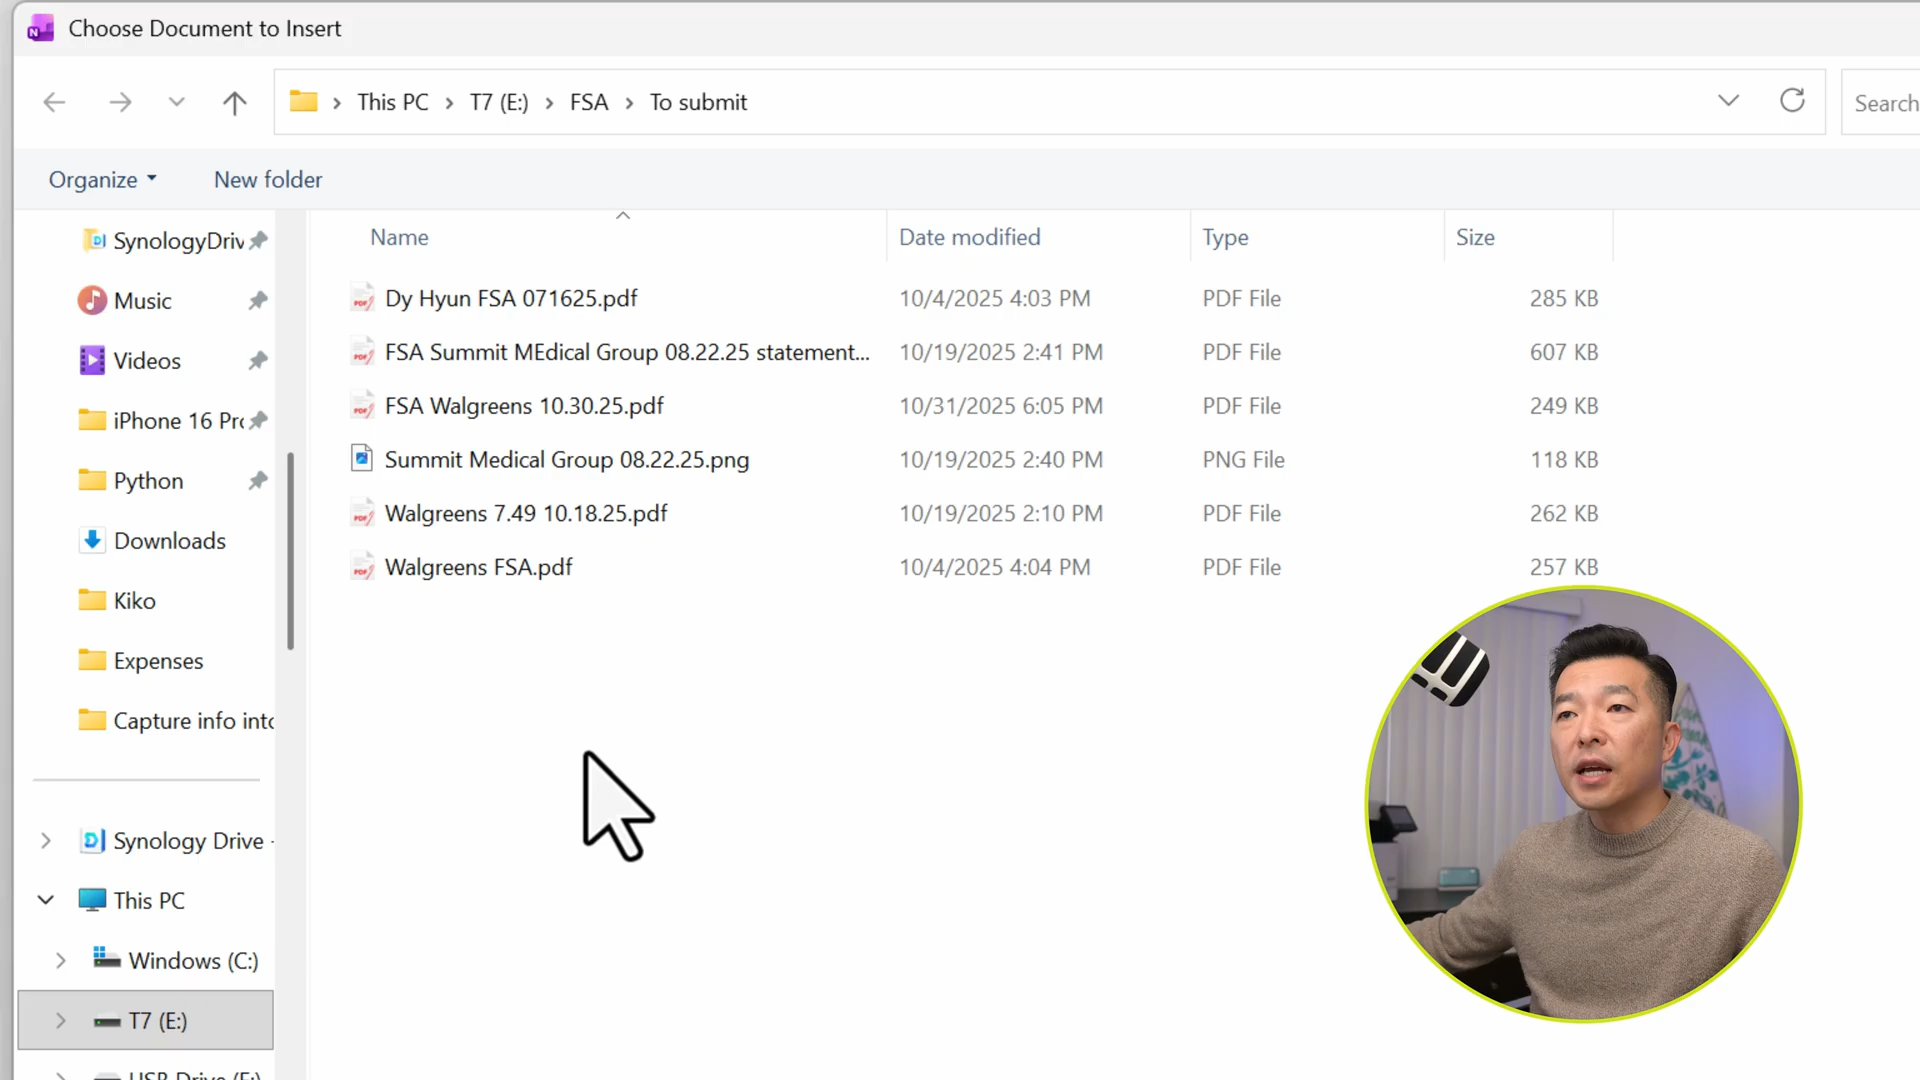 Choose Document to Insert
This PC > T7 (E:) > FSA > To submit
Search
Organize
New folder
Name
Date modified
Type
Size
SynologyDriv
Music
Videos
iPhone 16 Pro
Python
Downloads
Kiko
Expenses
Capture info into
Synology Drive -
This PC
Windows (C:)
T7 (E:)
USB Drive (F:)
Dy Hyun FSA 071625.pdf 10/4/2025 4:03 PM PDF File 285 KB
FSA Summit MEdical Group 08.22.25 statement... 10/19/2025 2:41 PM PDF File 607 KB
FSA Walgreens 10.30.25.pdf 10/31/2025 6:05 PM PDF File 249 KB
Summit Medical Group 08.22.25.png 10/19/2025 2:40 PM PNG File 118 KB
Walgreens 7.49 10.18.25.pdf 10/19/2025 2:10 PM PDF File 262 KB
Walgreens FSA.pdf 10/4/2025 4:04 PM PDF File 257 KB